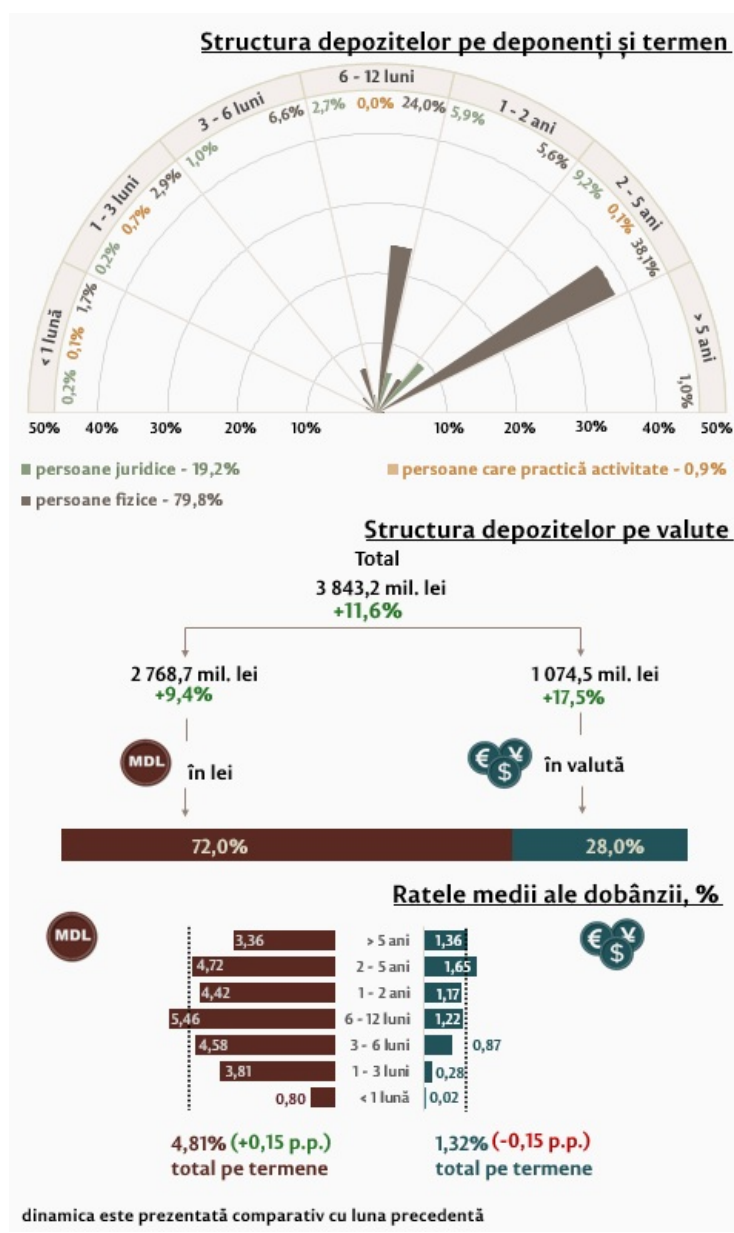 Structura depozitelor pe deponenți și termen
< 1 lună
0,2% 0,1% 1,7%
1 - 3 luni
0,2% 0,7% 2,9%
3 - 6 luni
1,0% 6,6%
6 - 12 luni
2,7% 0,0% 24,0%
1 - 2 ani
5,9% 5,6%
2 - 5 ani
9,2% 0,1% 38,1%
> 5 ani
1,0%
50% 40% 30% 20% 10% 10% 20% 30% 40% 50%
persoane juridice - 19,2%
persoane care practică activitate - 0,9%
persoane fizice - 79,8%
Structura depozitelor pe valute
Total
3 843,2 mil. lei
+11,6%
2 768,7 mil. lei
+9,4%
1 074,5 mil. lei
+17,5%
MDL în lei
€ ¥ $ în valută
72,0% 28,0%
Ratele medii ale dobânzii, %
MDL
€ ¥ $
3,36 > 5 ani 1,36
4,72 2 - 5 ani 1,65
4,42 1 - 2 ani 1,17
5,46 6 - 12 luni 1,22
4,58 3 - 6 luni 0,87
3,81 1 - 3 luni 0,28
0,80 < 1 lună 0,02
4,81% (+0,15 p.p.)
total pe termene
1,32% (-0,15 p.p.)
total pe termene
dinamica este prezentată comparativ cu luna precedentă